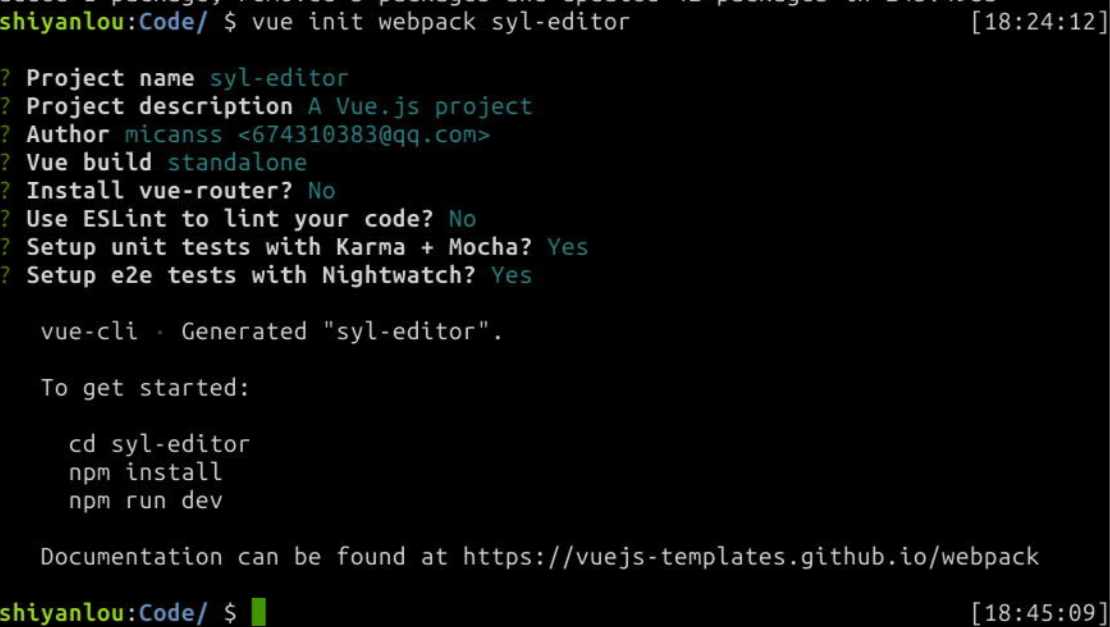 shiyanlou:Code/ $ vue init webpack syl-editor [18:24:12]
? Project name syl-editor
? Project description A Vue.js project
? Author micanss <674310383@qq.com>
? Vue build standalone
? Install vue-router? No
? Use ESLint to lint your code? No
? Setup unit tests with Karma + Mocha? Yes
? Setup e2e tests with Nightwatch? Yes
vue-cli · Generated "syl-editor".
To get started:
cd syl-editor
npm install
npm run dev
Documentation can be found at https://vuejs-templates.github.io/webpack
shiyanlou:Code/ $ [18:45:09]